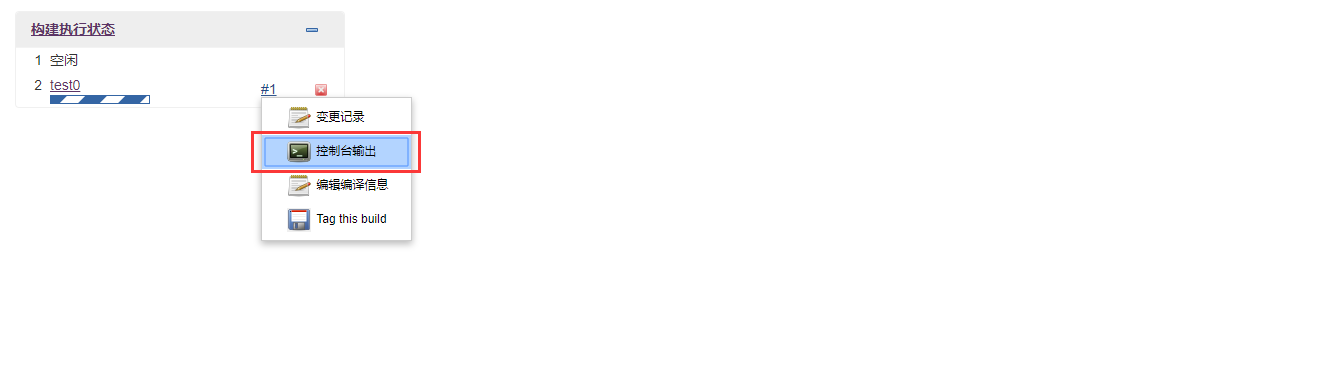 构建执行状态
1 空闲
2 test0 #1
变更记录
控制台输出
编辑编译信息
Tag this build